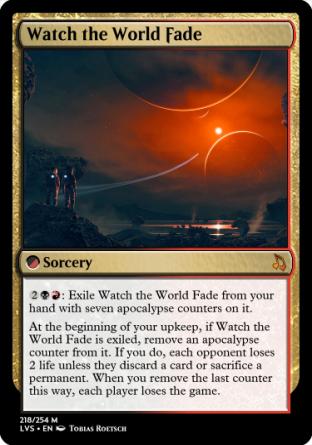 Watch the World Fade
Sorcery
2BR: Exile Watch the World Fade from your
hand with seven apocalypse counters on it.
At the beginning of your upkeep, if Watch
the World Fade is exiled, remove an apocalypse
counter from it. If you do, each opponent loses
2 life unless they discard a card or sacrifice a
permanent. When you remove the last counter
this way, each player loses the game.
218/254 M
LVS • EN Tobias Roetsch